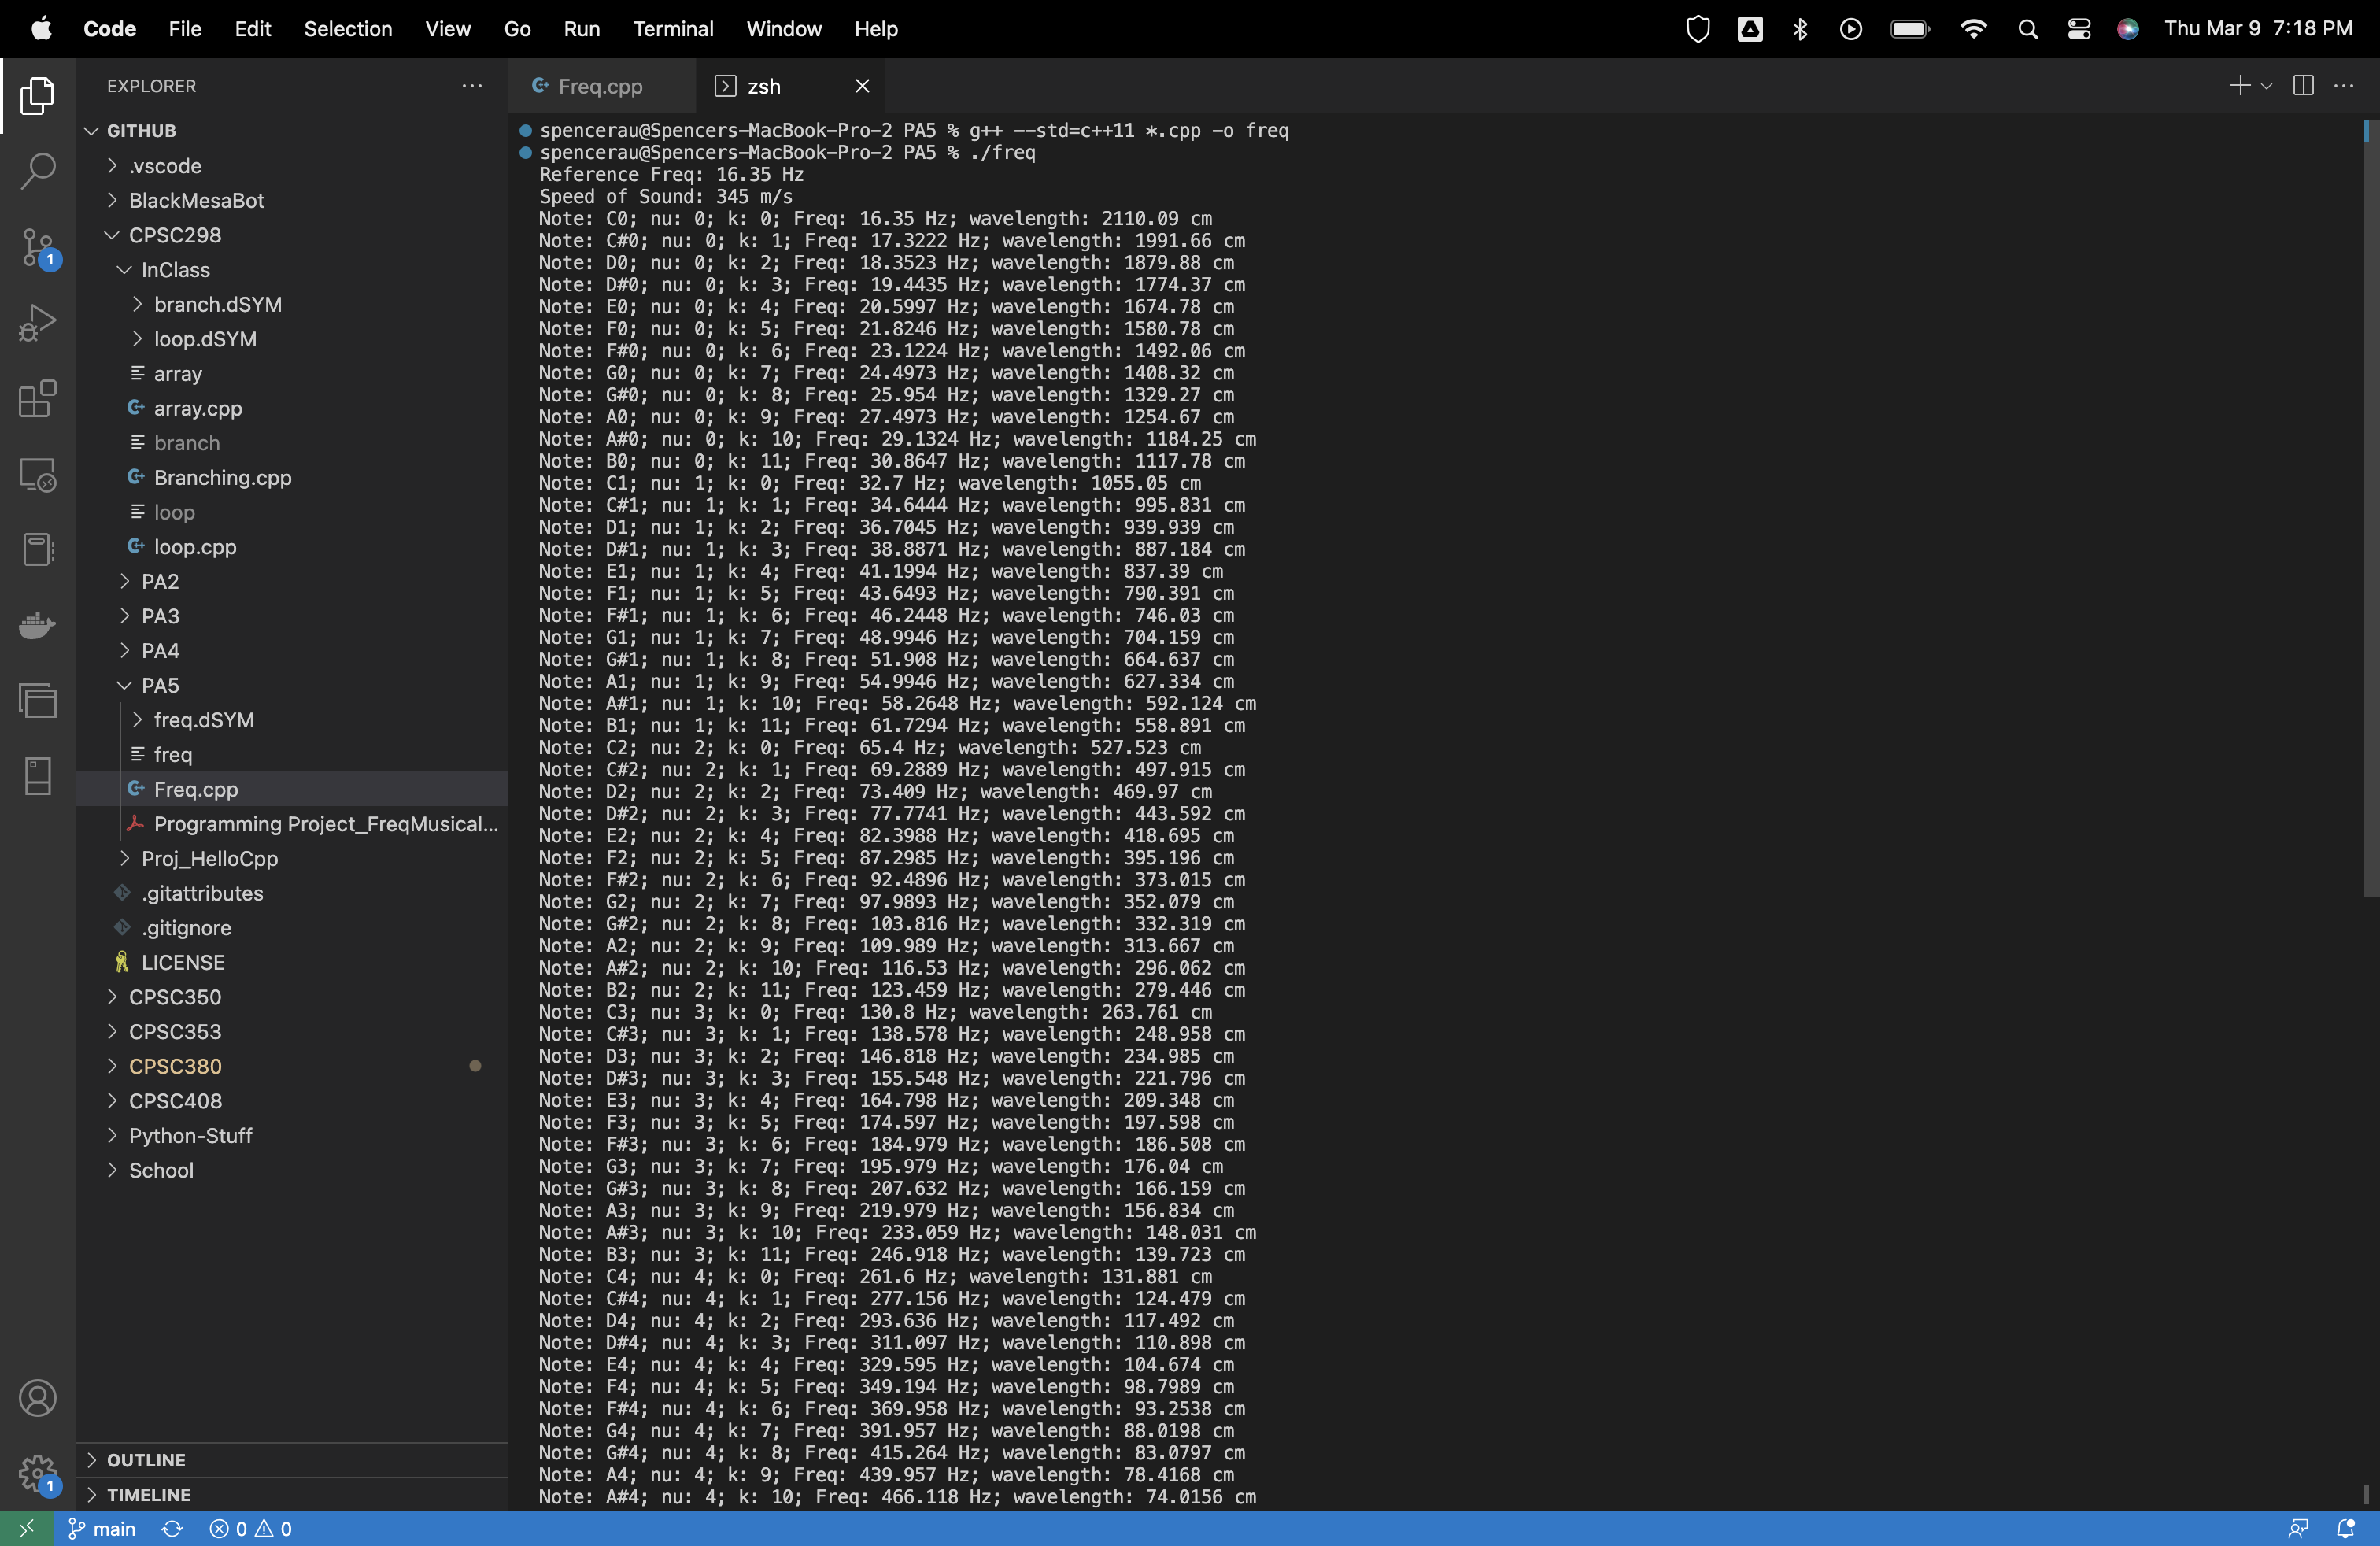 Code File Edit Selection View Go Run Terminal Window Help Thu Mar 9 7:18 PM
EXPLORER
Freq.cpp
zsh
GITHUB
.vscode
BlackMesaBot
CPSC298
InClass
branch.dSYM
loop.dSYM
array
array.cpp
branch
Branching.cpp
loop
loop.cpp
PA2
PA3
PA4
PA5
freq.dSYM
freq
Freq.cpp
Programming Project_FreqMusical...
Proj_HelloCpp
.gitattributes
.gitignore
LICENSE
CPSC350
CPSC353
CPSC380
CPSC408
Python-Stuff
School
OUTLINE
TIMELINE
1
1
spencerau@Spencers-MacBook-Pro-2 PA5 % g++ --std=c++11 *.cpp -o freq
spencerau@Spencers-MacBook-Pro-2 PA5 % ./freq
Reference Freq: 16.35 Hz
Speed of Sound: 345 m/s
Note: C0; nu: 0; k: 0; Freq: 16.35 Hz; wavelength: 2110.09 cm
Note: C#0; nu: 0; k: 1; Freq: 17.3222 Hz; wavelength: 1991.66 cm
Note: D0; nu: 0; k: 2; Freq: 18.3523 Hz; wavelength: 1879.88 cm
Note: D#0; nu: 0; k: 3; Freq: 19.4435 Hz; wavelength: 1774.37 cm
Note: E0; nu: 0; k: 4; Freq: 20.5997 Hz; wavelength: 1674.78 cm
Note: F0; nu: 0; k: 5; Freq: 21.8246 Hz; wavelength: 1580.78 cm
Note: F#0; nu: 0; k: 6; Freq: 23.1224 Hz; wavelength: 1492.06 cm
Note: G0; nu: 0; k: 7; Freq: 24.4973 Hz; wavelength: 1408.32 cm
Note: G#0; nu: 0; k: 8; Freq: 25.954 Hz; wavelength: 1329.27 cm
Note: A0; nu: 0; k: 9; Freq: 27.4973 Hz; wavelength: 1254.67 cm
Note: A#0; nu: 0; k: 10; Freq: 29.1324 Hz; wavelength: 1184.25 cm
Note: B0; nu: 0; k: 11; Freq: 30.8647 Hz; wavelength: 1117.78 cm
Note: C1; nu: 1; k: 0; Freq: 32.7 Hz; wavelength: 1055.05 cm
Note: C#1; nu: 1; k: 1; Freq: 34.6444 Hz; wavelength: 995.831 cm
Note: D1; nu: 1; k: 2; Freq: 36.7045 Hz; wavelength: 939.939 cm
Note: D#1; nu: 1; k: 3; Freq: 38.8871 Hz; wavelength: 887.184 cm
Note: E1; nu: 1; k: 4; Freq: 41.1994 Hz; wavelength: 837.39 cm
Note: F1; nu: 1; k: 5; Freq: 43.6493 Hz; wavelength: 790.391 cm
Note: F#1; nu: 1; k: 6; Freq: 46.2448 Hz; wavelength: 746.03 cm
Note: G1; nu: 1; k: 7; Freq: 48.9946 Hz; wavelength: 704.159 cm
Note: G#1; nu: 1; k: 8; Freq: 51.908 Hz; wavelength: 664.637 cm
Note: A1; nu: 1; k: 9; Freq: 54.9946 Hz; wavelength: 627.334 cm
Note: A#1; nu: 1; k: 10; Freq: 58.2648 Hz; wavelength: 592.124 cm
Note: B1; nu: 1; k: 11; Freq: 61.7294 Hz; wavelength: 558.891 cm
Note: C2; nu: 2; k: 0; Freq: 65.4 Hz; wavelength: 527.523 cm
Note: C#2; nu: 2; k: 1; Freq: 69.2889 Hz; wavelength: 497.915 cm
Note: D2; nu: 2; k: 2; Freq: 73.409 Hz; wavelength: 469.97 cm
Note: D#2; nu: 2; k: 3; Freq: 77.7741 Hz; wavelength: 443.592 cm
Note: E2; nu: 2; k: 4; Freq: 82.3988 Hz; wavelength: 418.695 cm
Note: F2; nu: 2; k: 5; Freq: 87.2985 Hz; wavelength: 395.196 cm
Note: F#2; nu: 2; k: 6; Freq: 92.4896 Hz; wavelength: 373.015 cm
Note: G2; nu: 2; k: 7; Freq: 97.9893 Hz; wavelength: 352.079 cm
Note: G#2; nu: 2; k: 8; Freq: 103.816 Hz; wavelength: 332.319 cm
Note: A2; nu: 2; k: 9; Freq: 109.989 Hz; wavelength: 313.667 cm
Note: A#2; nu: 2; k: 10; Freq: 116.53 Hz; wavelength: 296.062 cm
Note: B2; nu: 2; k: 11; Freq: 123.459 Hz; wavelength: 279.446 cm
Note: C3; nu: 3; k: 0; Freq: 130.8 Hz; wavelength: 263.761 cm
Note: C#3; nu: 3; k: 1; Freq: 138.578 Hz; wavelength: 248.958 cm
Note: D3; nu: 3; k: 2; Freq: 146.818 Hz; wavelength: 234.985 cm
Note: D#3; nu: 3; k: 3; Freq: 155.548 Hz; wavelength: 221.796 cm
Note: E3; nu: 3; k: 4; Freq: 164.798 Hz; wavelength: 209.348 cm
Note: F3; nu: 3; k: 5; Freq: 174.597 Hz; wavelength: 197.598 cm
Note: F#3; nu: 3; k: 6; Freq: 184.979 Hz; wavelength: 186.508 cm
Note: G3; nu: 3; k: 7; Freq: 195.979 Hz; wavelength: 176.04 cm
Note: G#3; nu: 3; k: 8; Freq: 207.632 Hz; wavelength: 166.159 cm
Note: A3; nu: 3; k: 9; Freq: 219.979 Hz; wavelength: 156.834 cm
Note: A#3; nu: 3; k: 10; Freq: 233.059 Hz; wavelength: 148.031 cm
Note: B3; nu: 3; k: 11; Freq: 246.918 Hz; wavelength: 139.723 cm
Note: C4; nu: 4; k: 0; Freq: 261.6 Hz; wavelength: 131.881 cm
Note: C#4; nu: 4; k: 1; Freq: 277.156 Hz; wavelength: 124.479 cm
Note: D4; nu: 4; k: 2; Freq: 293.636 Hz; wavelength: 117.492 cm
Note: D#4; nu: 4; k: 3; Freq: 311.097 Hz; wavelength: 110.898 cm
Note: E4; nu: 4; k: 4; Freq: 329.595 Hz; wavelength: 104.674 cm
Note: F4; nu: 4; k: 5; Freq: 349.194 Hz; wavelength: 98.7989 cm
Note: F#4; nu: 4; k: 6; Freq: 369.958 Hz; wavelength: 93.2538 cm
Note: G4; nu: 4; k: 7; Freq: 391.957 Hz; wavelength: 88.0198 cm
Note: G#4; nu: 4; k: 8; Freq: 415.264 Hz; wavelength: 83.0797 cm
Note: A4; nu: 4; k: 9; Freq: 439.957 Hz; wavelength: 78.4168 cm
Note: A#4; nu: 4; k: 10; Freq: 466.118 Hz; wavelength: 74.0156 cm
main 0 0